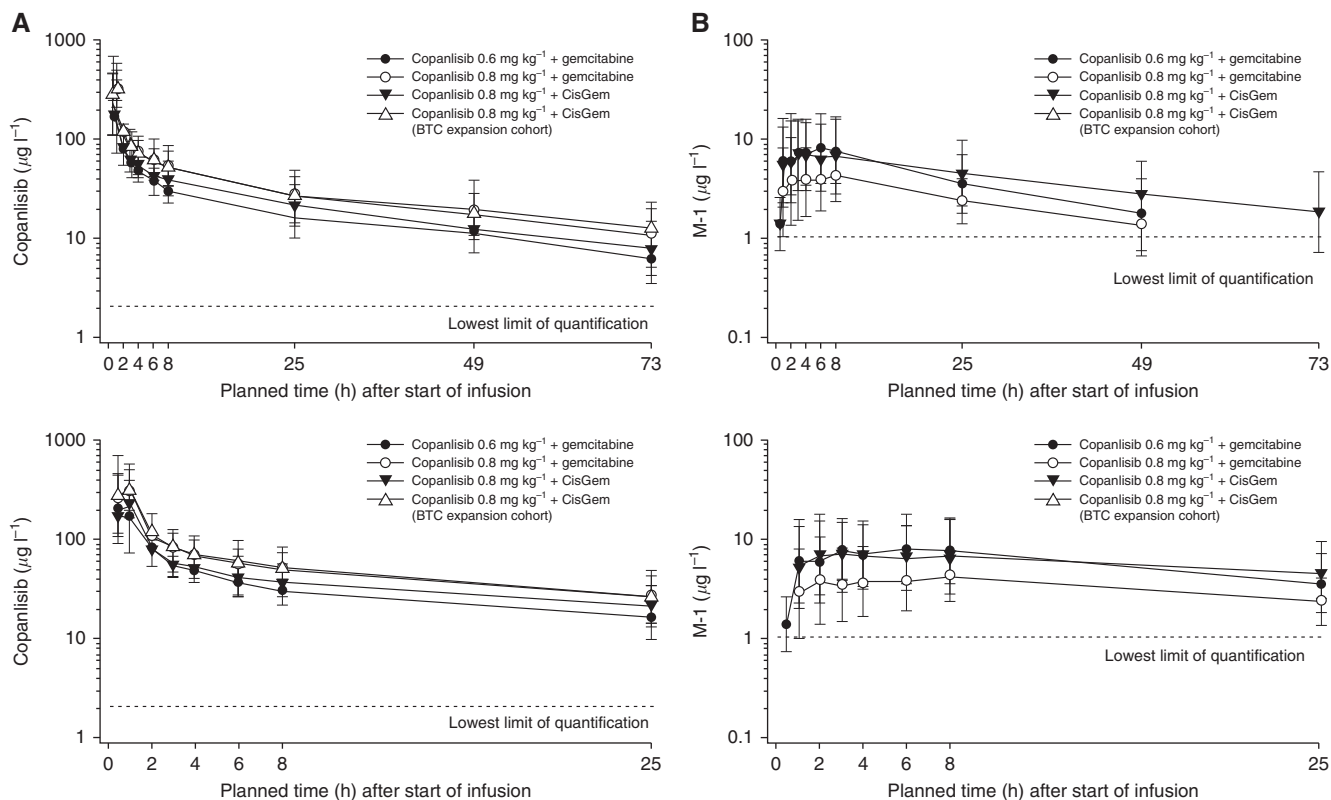 A
Copanlisib (μg l⁻¹)
1000
100
10
1
Copanlisib 0.6 mg kg⁻¹ + gemcitabine
Copanlisib 0.8 mg kg⁻¹ + gemcitabine
Copanlisib 0.8 mg kg⁻¹ + CisGem
Copanlisib 0.8 mg kg⁻¹ + CisGem
(BTC expansion cohort)
Lowest limit of quantification
0 2 4 6 8 25 49 73
Planned time (h) after start of infusion
B
M-1 (μg l⁻¹)
100
10
1
0.1
Copanlisib 0.6 mg kg⁻¹ + gemcitabine
Copanlisib 0.8 mg kg⁻¹ + gemcitabine
Copanlisib 0.8 mg kg⁻¹ + CisGem
Copanlisib 0.8 mg kg⁻¹ + CisGem
(BTC expansion cohort)
Lowest limit of quantification
0 2 4 6 8 25 49 73
Planned time (h) after start of infusion
Copanlisib (μg l⁻¹)
1000
100
10
1
Copanlisib 0.6 mg kg⁻¹ + gemcitabine
Copanlisib 0.8 mg kg⁻¹ + gemcitabine
Copanlisib 0.8 mg kg⁻¹ + CisGem
Copanlisib 0.8 mg kg⁻¹ + CisGem
(BTC expansion cohort)
Lowest limit of quantification
0 2 4 6 8 25
Planned time (h) after start of infusion
M-1 (μg l⁻¹)
100
10
1
0.1
Copanlisib 0.6 mg kg⁻¹ + gemcitabine
Copanlisib 0.8 mg kg⁻¹ + gemcitabine
Copanlisib 0.8 mg kg⁻¹ + CisGem
Copanlisib 0.8 mg kg⁻¹ + CisGem
(BTC expansion cohort)
Lowest limit of quantification
0 2 4 6 8 25
Planned time (h) after start of infusion